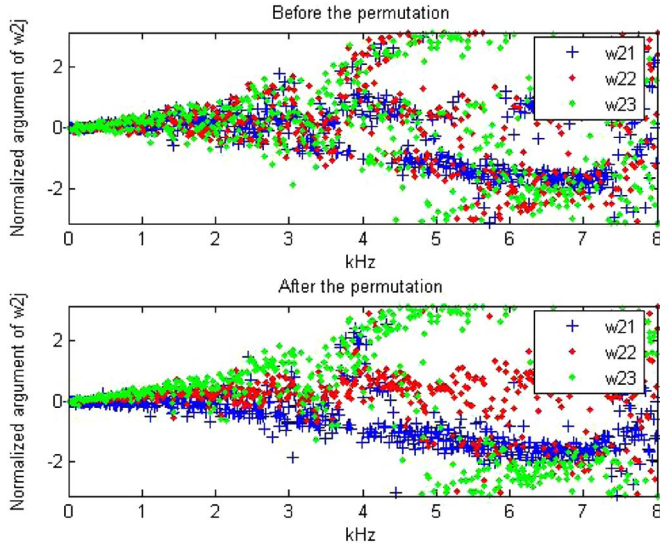 Before the permutation
Normalized argument of w2j
2
0
-2
w21
w22
w23
0 1 2 3 4 5 6 7 8
kHz
After the permutation
Normalized argument of w2j
2
0
-2
w21
w22
w23
0 1 2 3 4 5 6 7 8
kHz